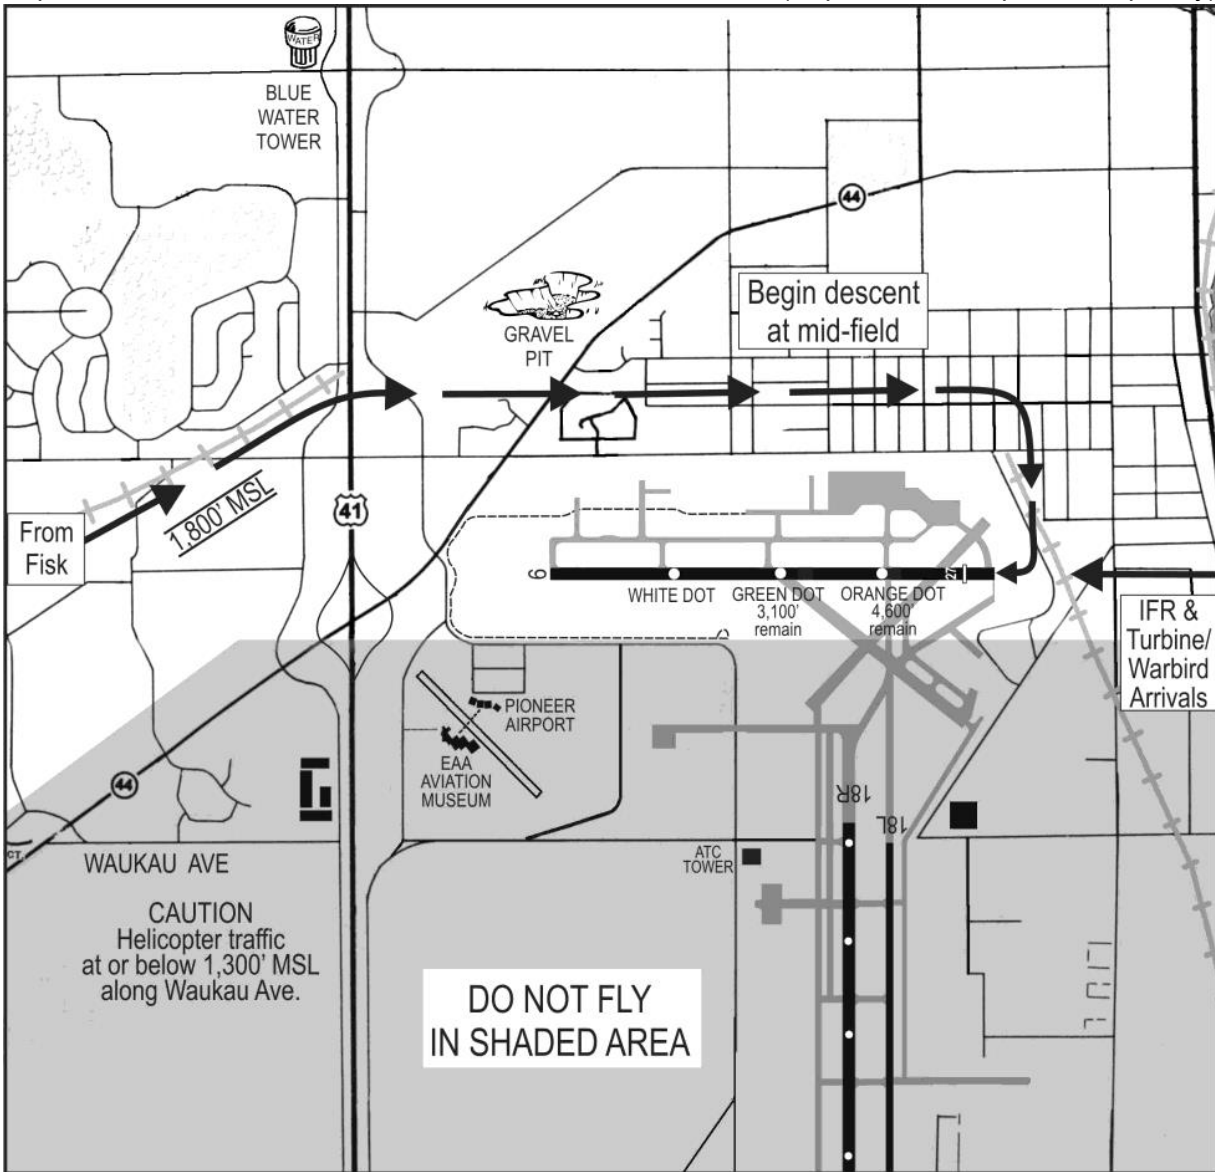 WATER
BLUE
WATER
TOWER
44
GRAVEL
PIT
Begin descent
at mid-field
1,800' MSL
41
From
Fisk
9
27
WHITE DOT
GREEN DOT
3,100'
remain
ORANGE DOT
4,600'
remain
IFR &
Turbine/
Warbird
Arrivals
PIONEER
AIRPORT
EAA
AVIATION
MUSEUM
44
18R
18L
CT.
WAUKAU AVE
ATC
TOWER
CAUTION
Helicopter traffic
at or below 1,300' MSL
along Waukau Ave.
DO NOT FLY
IN SHADED AREA